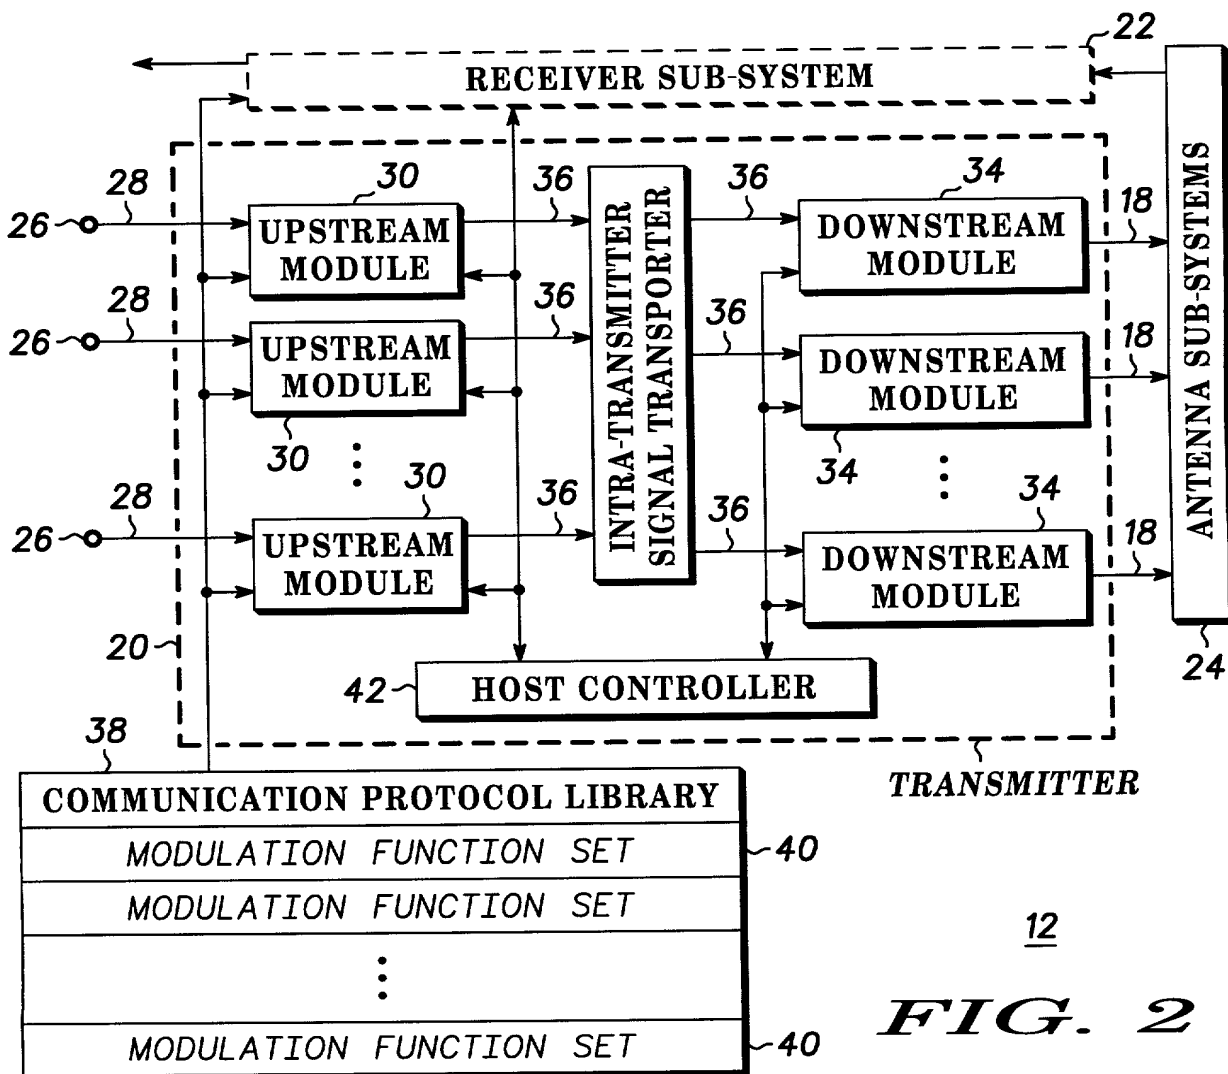 22
RECEIVER SUB-SYSTEM
28
30
36
36
34
18
26
UPSTREAM
MODULE
DOWNSTREAM
MODULE
28
36
36
18
26
UPSTREAM
MODULE
DOWNSTREAM
MODULE
30
34
INTRA-TRANSMITTER
SIGNAL TRANSPORTER
ANTENNA SUB-SYSTEMS
28
30
36
36
34
18
26
UPSTREAM
MODULE
DOWNSTREAM
MODULE
20
24
42
HOST CONTROLLER
38
TRANSMITTER
COMMUNICATION PROTOCOL LIBRARY
MODULATION FUNCTION SET
40
MODULATION FUNCTION SET
MODULATION FUNCTION SET
40
12
FIG. 2